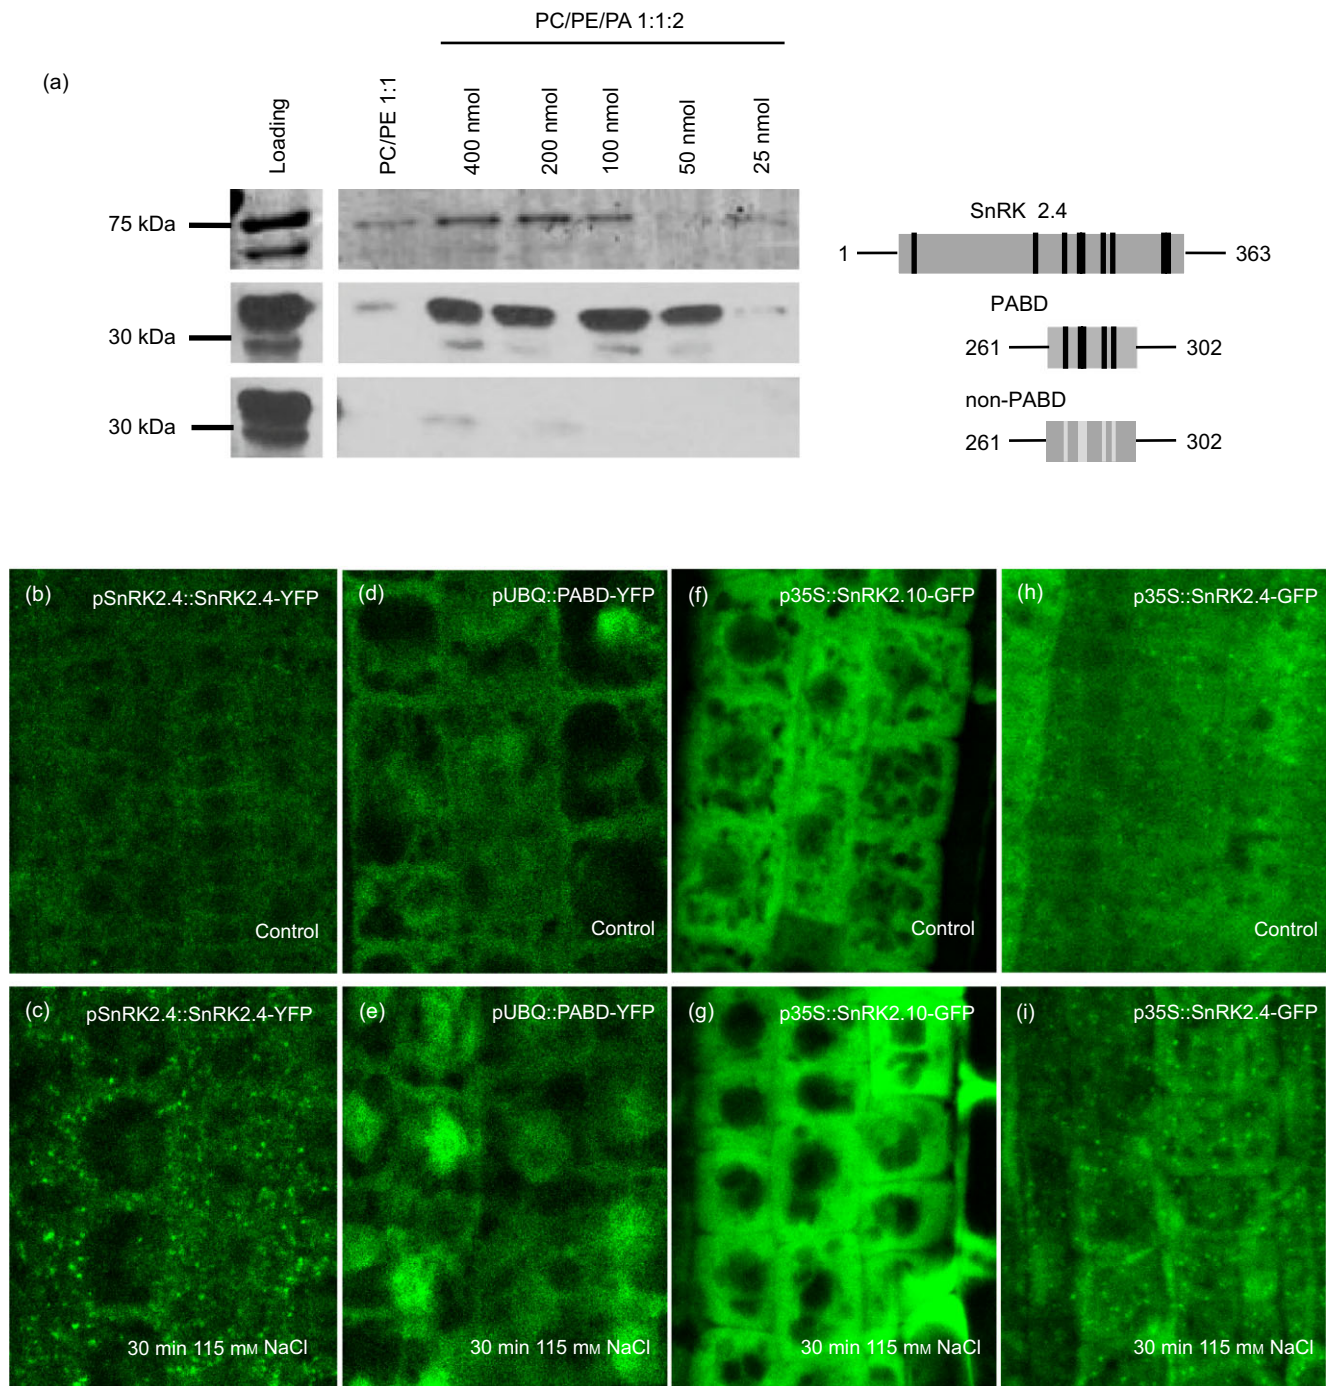 PC/PE/PA 1:1:2
(a)
Loading
PC/PE 1:1
400 nmol
200 nmol
100 nmol
50 nmol
25 nmol
75 kDa
30 kDa
30 kDa
SnRK 2.4
1
363
PABD
261
302
non-PABD
261
302
(b)
pSnRK2.4::SnRK2.4-YFP
Control
(d)
pUBQ::PABD-YFP
Control
(f)
p35S::SnRK2.10-GFP
Control
(h)
p35S::SnRK2.4-GFP
Control
(c)
pSnRK2.4::SnRK2.4-YFP
30 min 115 mM NaCl
(e)
pUBQ::PABD-YFP
30 min 115 mM NaCl
(g)
p35S::SnRK2.10-GFP
30 min 115 mM NaCl
(i)
p35S::SnRK2.4-GFP
30 min 115 mM NaCl